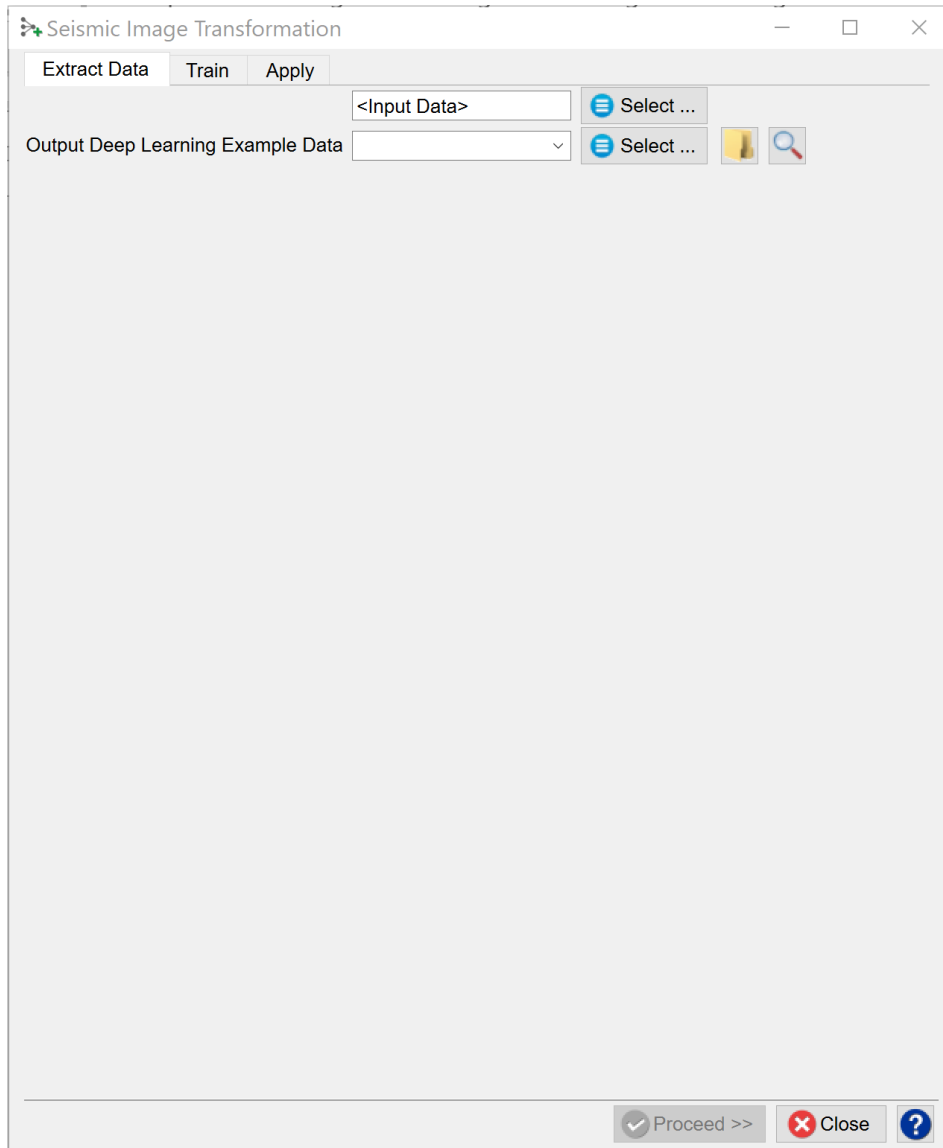 Seismic Image Transformation
Extract Data Train Apply
<Input Data> Select ...
Output Deep Learning Example Data Select ...
Proceed >> Close ?